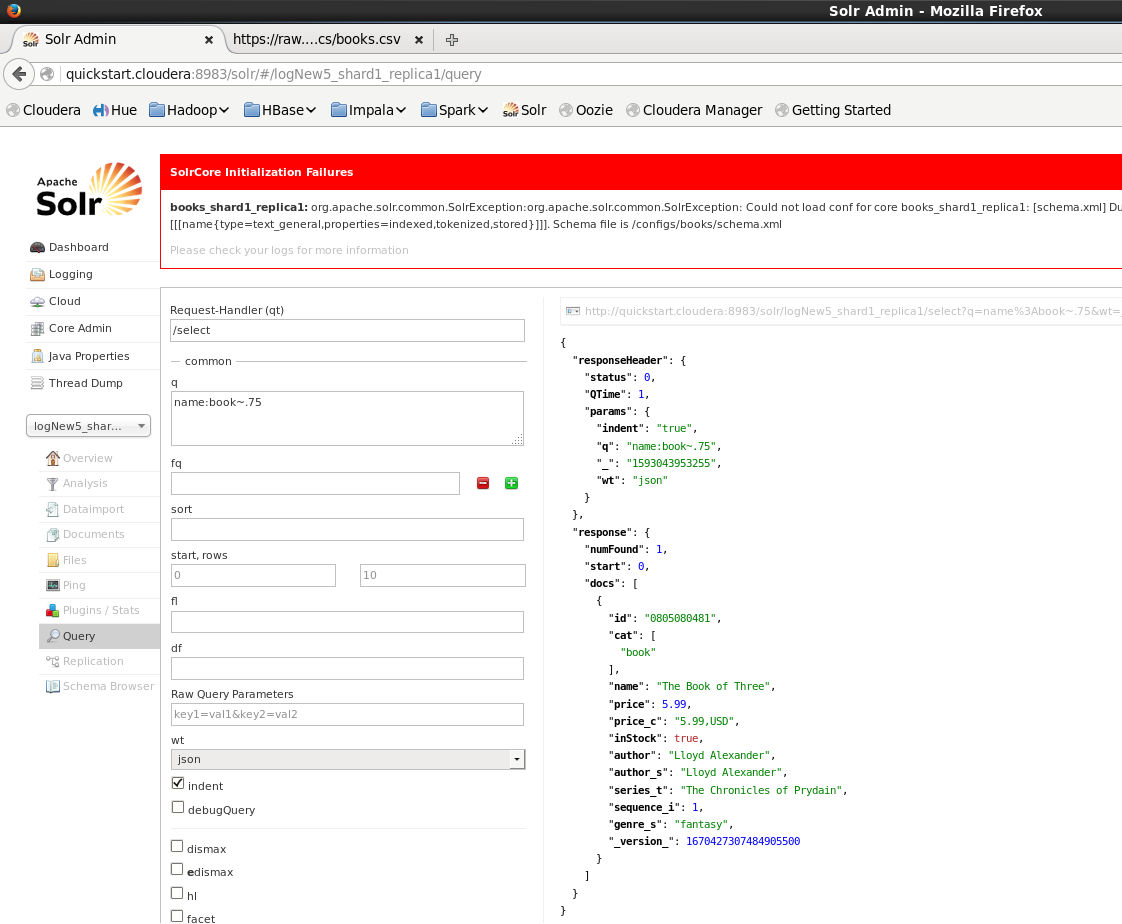 Solr Admin - Mozilla Firefox
Solr Admin
https://raw....cs/books.csv
quickstart.cloudera:8983/solr/#/logNew5_shard1_replica1/query
Cloudera Hue Hadoop HBase Impala Spark Solr Oozie Cloudera Manager Getting Started
Apache
Solr
SolrCore Initialization Failures
books_shard1_replica1: org.apache.solr.common.SolrException:org.apache.solr.common.SolrException: Could not load conf for core books_shard1_replica1: [schema.xml] Du
[[[name{type=text_general,properties=indexed,tokenized,stored}]]]. Schema file is /configs/books/schema.xml
Please check your logs for more information
Dashboard
Logging
Cloud
Core Admin
Java Properties
Thread Dump
logNew5_shar...
Overview
Analysis
Dataimport
Documents
Files
Ping
Plugins / Stats
Query
Replication
Schema Browser
Request-Handler (qt)
/select
common
q
name:book~.75
fq
sort
start, rows
0
10
fl
df
Raw Query Parameters
key1=val1&key2=val2
wt
json
indent
debugQuery
dismax
edismax
hl
facet
http://quickstart.cloudera:8983/solr/logNew5_shard1_replica1/select?q=name%3Abook~.75&wt=
{
"responseHeader": {
"status": 0,
"QTime": 1,
"params": {
"indent": "true",
"q": "name:book~.75",
"_": "1593043953255",
"wt": "json"
}
},
"response": {
"numFound": 1,
"start": 0,
"docs": [
{
"id": "0805080481",
"cat": [
"book"
],
"name": "The Book of Three",
"price": 5.99,
"price_c": "5.99,USD",
"inStock": true,
"author": "Lloyd Alexander",
"author_s": "Lloyd Alexander",
"series_t": "The Chronicles of Prydain",
"sequence_i": 1,
"genre_s": "fantasy",
"_version_": 1670427307484905500
}
]
}
}